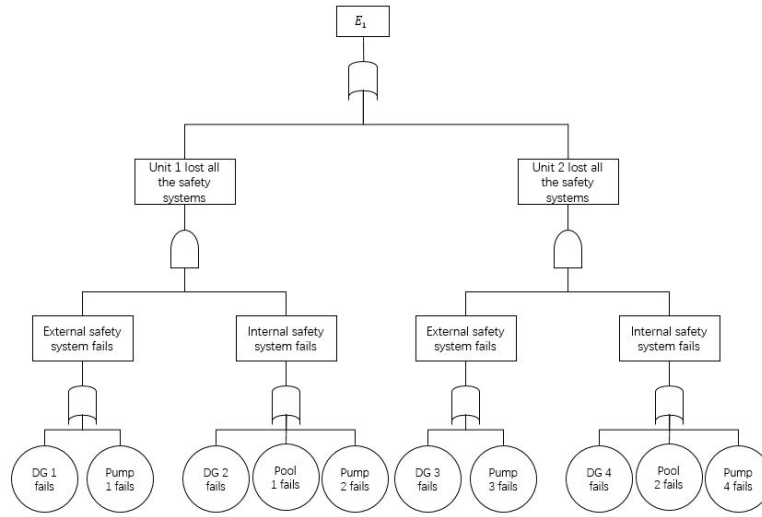 E₁
Unit 1 lost all
the safety
systems
Unit 2 lost all
the safety
systems
External safety
system fails
Internal safety
system fails
External safety
system fails
Internal safety
system fails
DG 1
fails
Pump
1 fails
DG 2
fails
Pool
1 fails
Pump
2 fails
DG 3
fails
Pump
3 fails
DG 4
fails
Pool
2 fails
Pump
4 fails